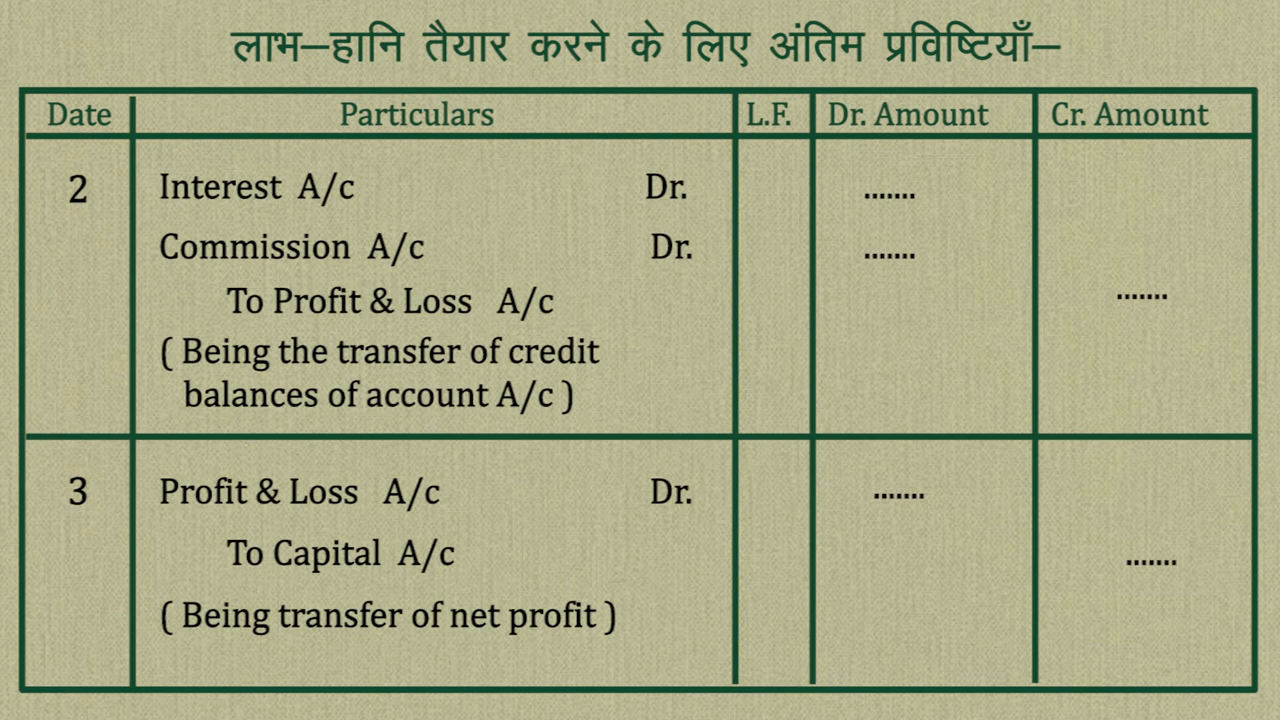 लाभ–हानि तैयार करने के लिए अंतिम प्रविष्टियाँ–
Date Particulars L.F. Dr. Amount Cr. Amount
2 Interest A/c Dr. .......
Commission A/c Dr. .......
To Profit & Loss A/c .......
( Being the transfer of credit
balances of account A/c )
3 Profit & Loss A/c Dr. .......
To Capital A/c .......
( Being transfer of net profit )